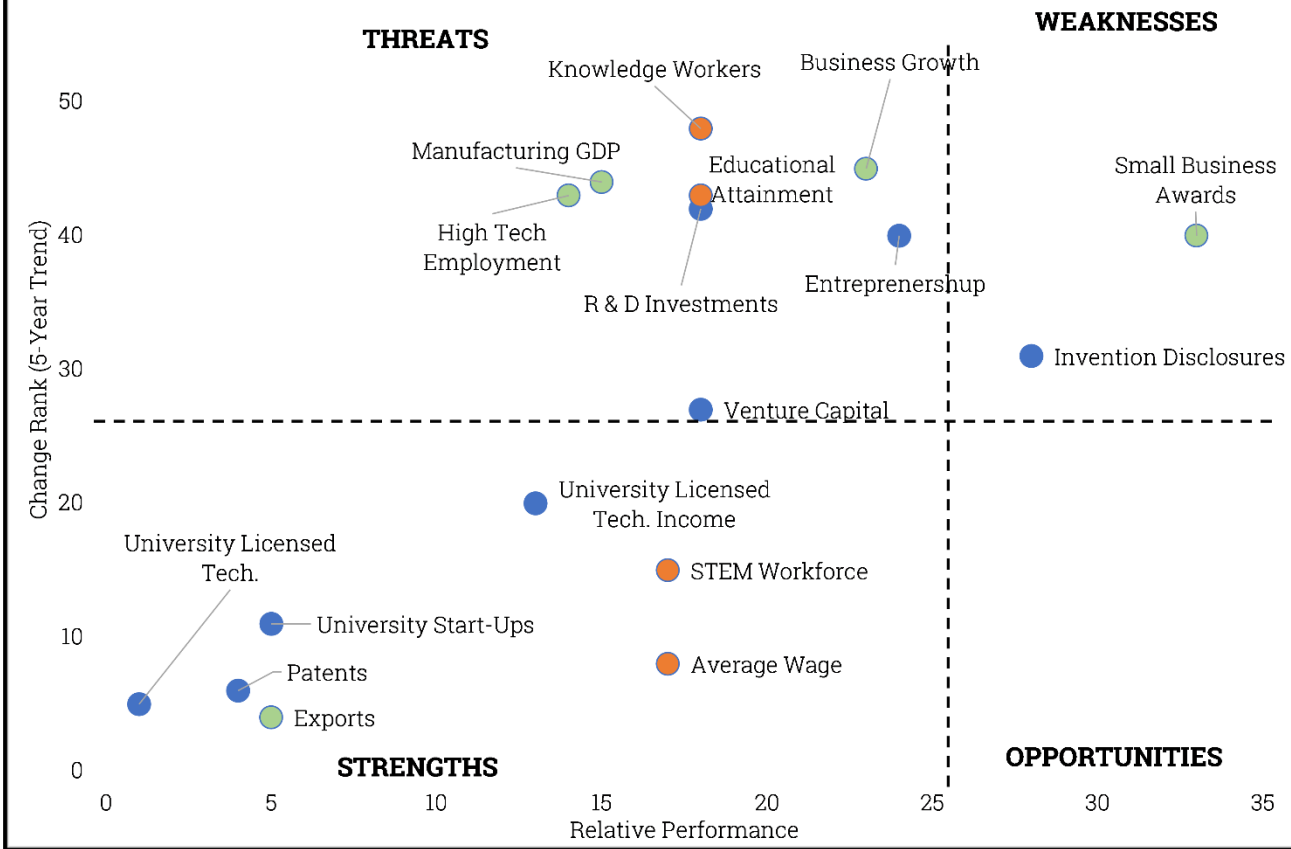 WEAKNESSES
THREATS
Business Growth
Knowledge Workers
Manufacturing GDP
Educational
Attainment
Small Business
Awards
High Tech
Employment
Entreprenershup
R & D Investments
Invention Disclosures
Venture Capital
University Licensed
Tech. Income
University Licensed
Tech.
STEM Workforce
University Start-Ups
Average Wage
Patents
Exports
STRENGTHS
OPPORTUNITIES
Change Rank (5-Year Trend)
50
40
30
20
10
0
0 5 10 15 20 25 30 35
Relative Performance